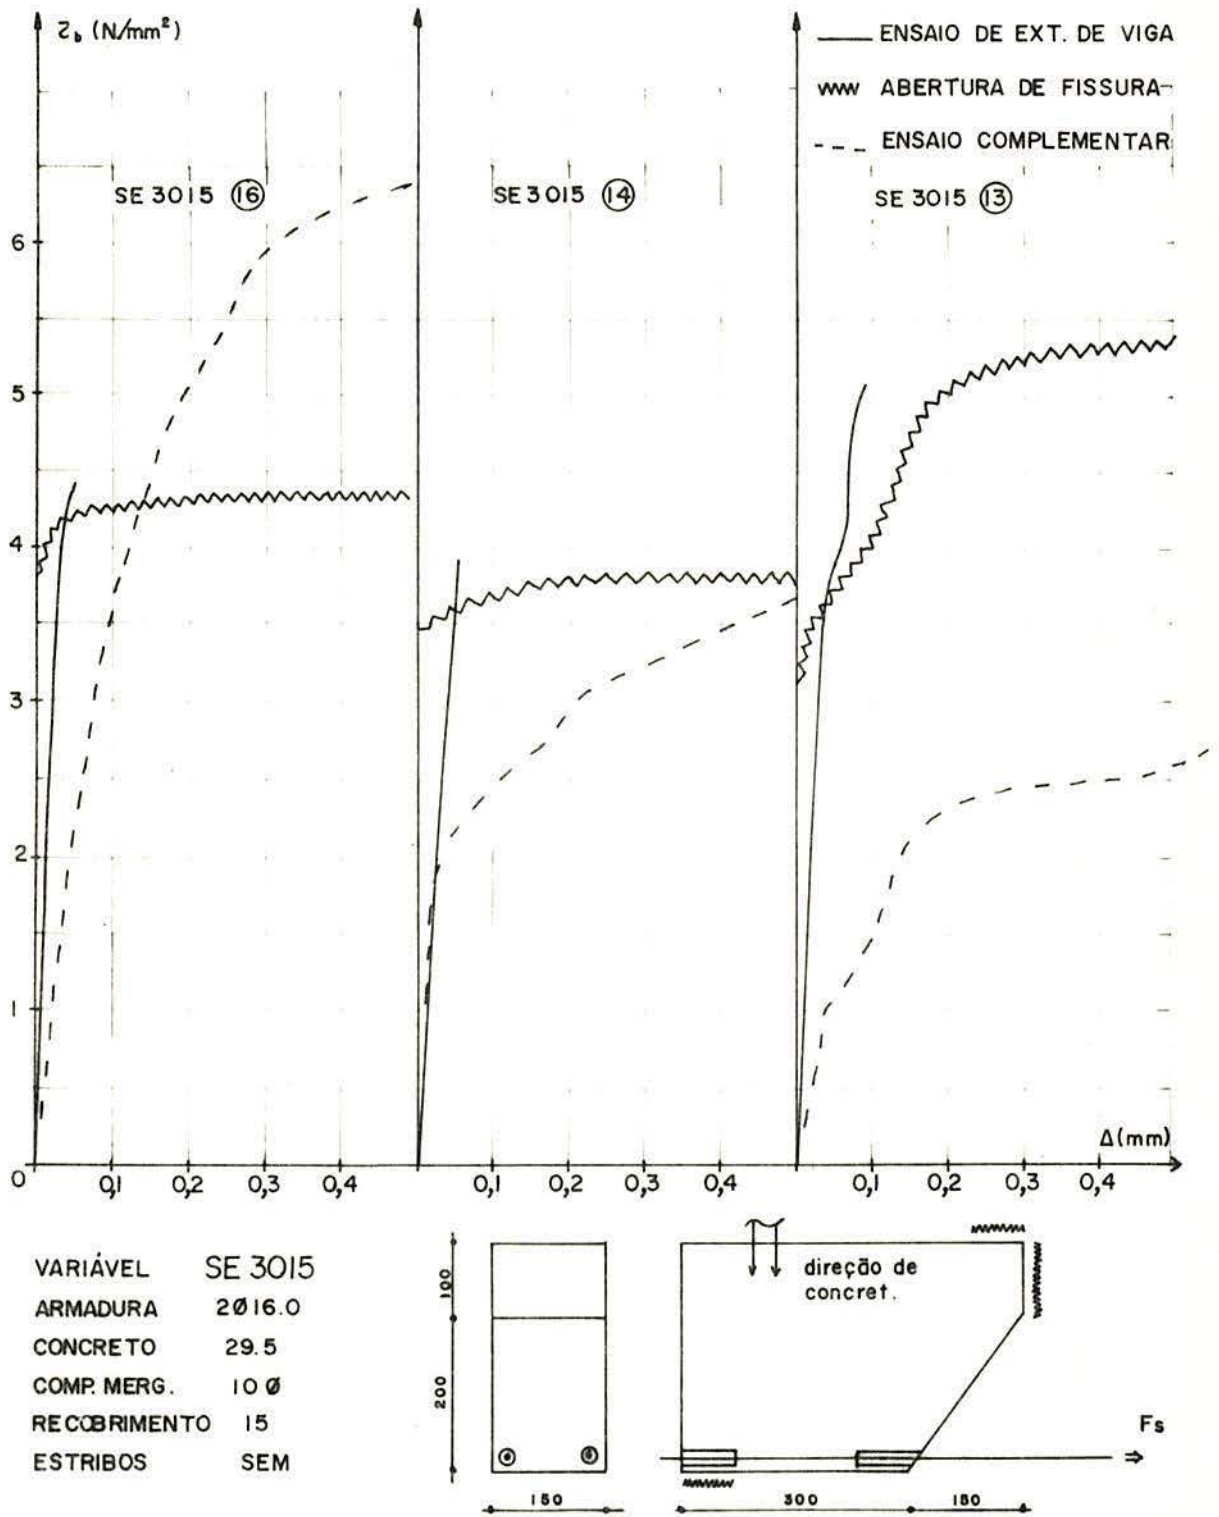 τb (N/mm²)
ENSAIO DE EXT. DE VIGA
ABERTURA DE FISSURA
ENSAIO COMPLEMENTAR
SE 3015 (16)
SE 3015 (14)
SE 3015 (13)
6
5
4
3
2
1
0
Δ(mm)
0,1 0,2 0,3 0,4
0,1 0,2 0,3 0,4
0,1 0,2 0,3 0,4
VARIÁVEL SE 3015
ARMADURA 2Ø16.0
CONCRETO 29.5
COMP. MERG. 10 Ø
RECOBRIMENTO 15
ESTRIBOS SEM
100
200
150
direção de
concret.
Fs
300
150